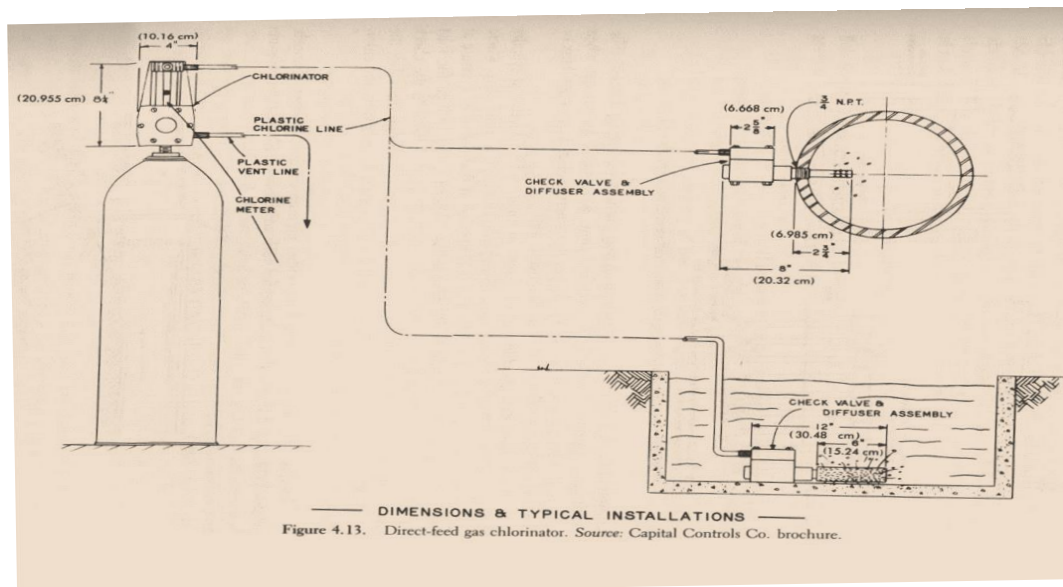 (10.16 cm)
4"
(20.955 cm) 8¼"
CHLORINATOR
PLASTIC
CHLORINE LINE
PLASTIC
VENT LINE
CHLORINE
METER
(6.668 cm)
2 ⅝"
¾ N.P.T.
CHECK VALVE &
DIFFUSER ASSEMBLY
(6.985 cm)
2 ¾"
8"
(20.32 cm)
CHECK VALVE &
DIFFUSER ASSEMBLY
12"
(30.48 cm)
6"
(15.24 cm)
DIMENSIONS & TYPICAL INSTALLATIONS
Figure 4.13. Direct-feed gas chlorinator. Source: Capital Controls Co. brochure.